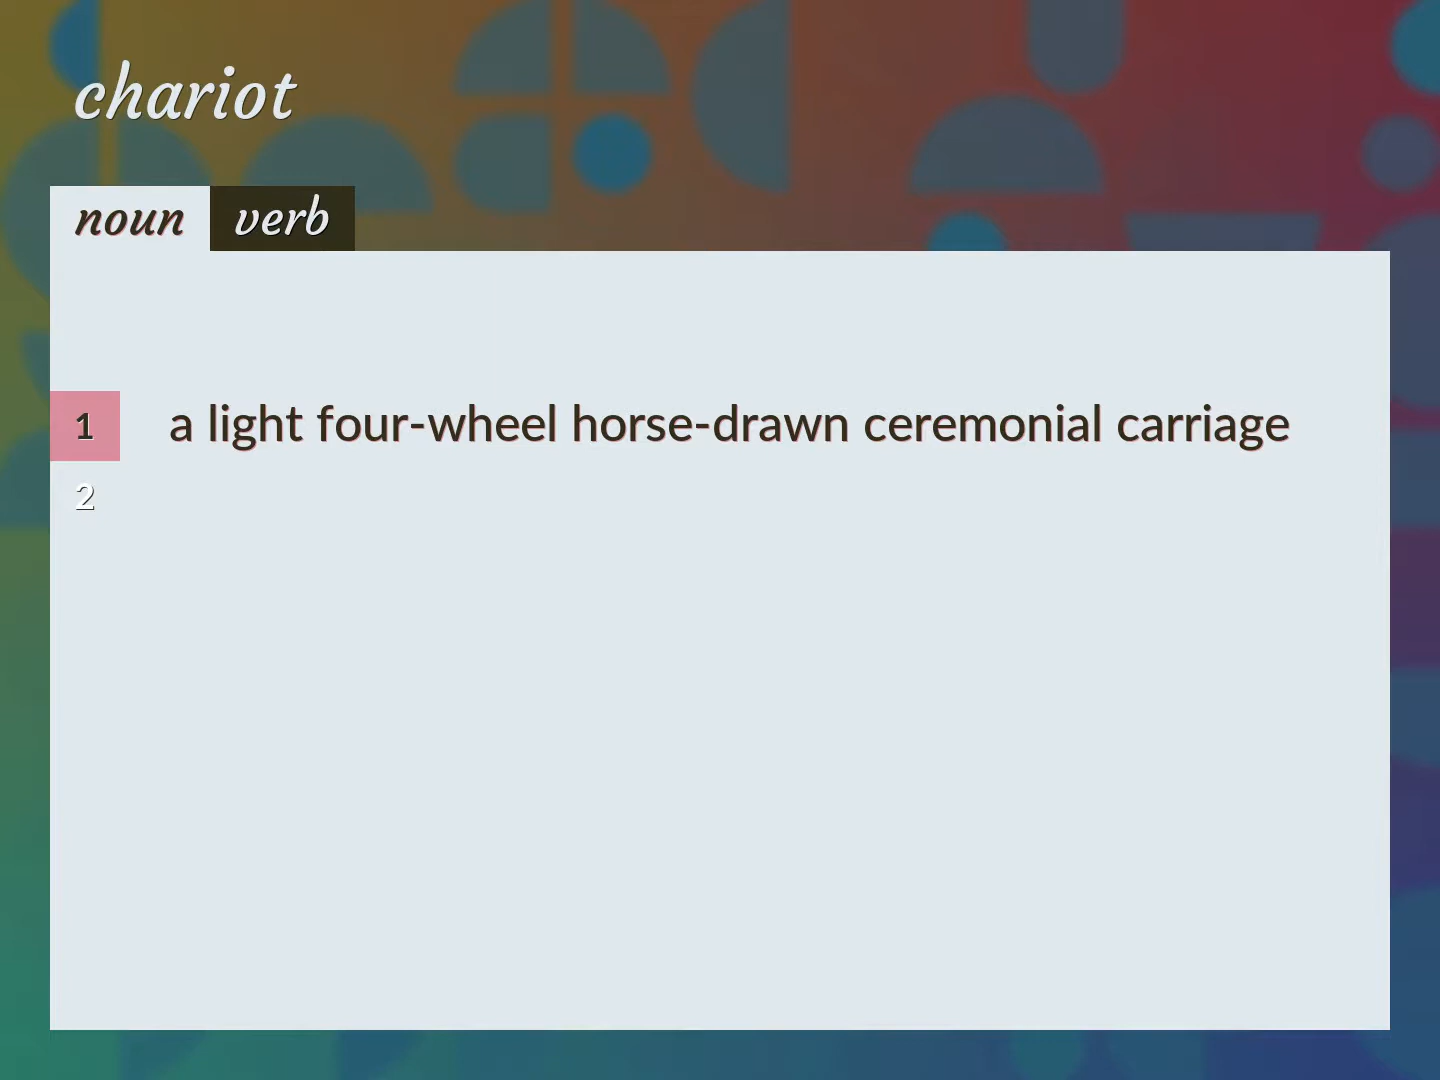 chariot
noun verb
1 a light four-wheel horse-drawn ceremonial carriage
2